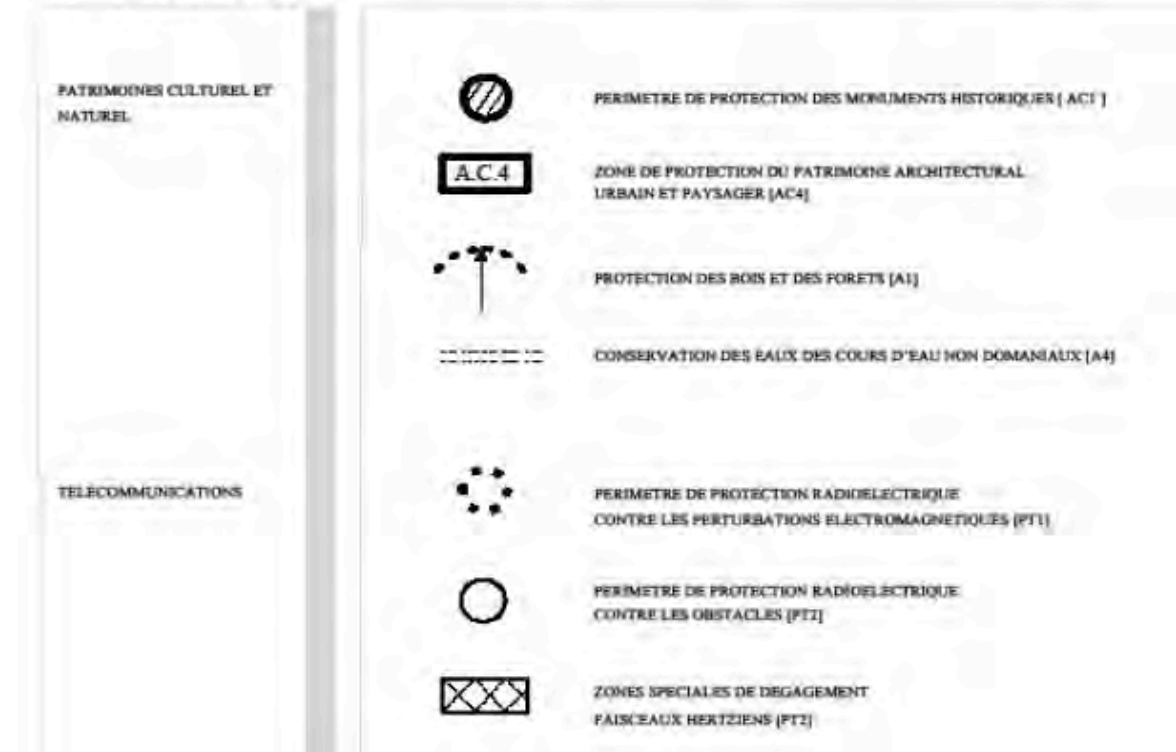 PATRIMOINES CULTUREL ET
NATUREL
PERIMETRE DE PROTECTION DES MONUMENTS HISTORIQUES [ AC1 ]
A.C.4
ZONE DE PROTECTION DU PATRIMOINE ARCHITECTURAL
URBAIN ET PAYSAGER [AC4]
PROTECTION DES BOIS ET DES FORETS [A1]
CONSERVATION DES EAUX DES COURS D'EAU NON DOMANIAUX [A4]
TELECOMMUNICATIONS
PERIMETRE DE PROTECTION RADIOELECTRIQUE
CONTRE LES PERTURBATIONS ELECTROMAGNETIQUES [PT1]
PERIMETRE DE PROTECTION RADIOELECTRIQUE
CONTRE LES OBSTACLES [PT2]
ZONES SPECIALES DE DEGAGEMENT
FAISCEAUX HERTZIENS [PT2]